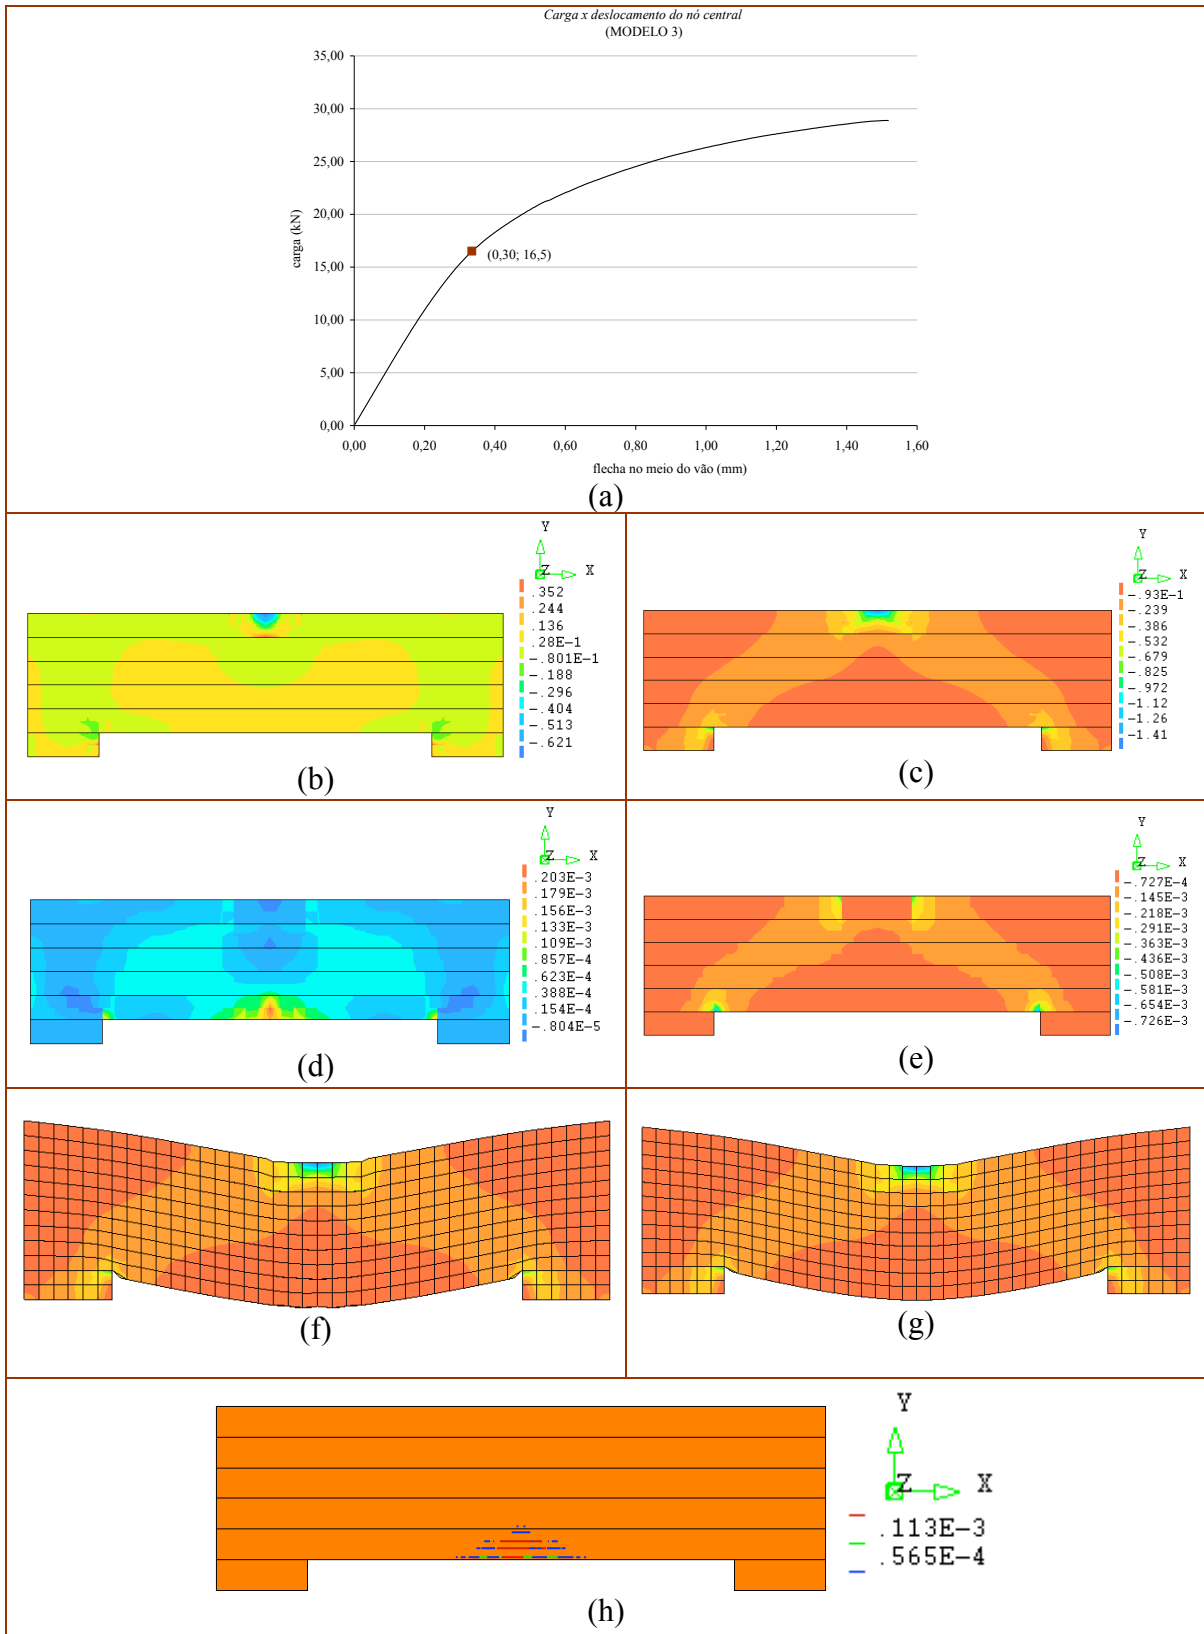 Carga x deslocamento do nó central
(MODELO 3)
35,00
30,00
25,00
20,00
15,00
10,00
5,00
0,00
carga (kN)
(0,30; 16,5)
0,00 0,20 0,40 0,60 0,80 1,00 1,20 1,40 1,60
flecha no meio do vão (mm)
(a)
Y
Z X
.352
.244
.136
.28E-1
-.801E-1
-.188
-.296
-.404
-.513
-.621
(b)
Y
Z X
-.93E-1
-.239
-.386
-.532
-.679
-.825
-.972
-1.12
-1.26
-1.41
(c)
Y
Z X
.203E-3
.179E-3
.156E-3
.133E-3
.109E-3
.857E-4
.623E-4
.388E-4
.154E-4
-.804E-5
(d)
Y
Z X
-.727E-4
-.145E-3
-.218E-3
-.291E-3
-.363E-3
-.436E-3
-.508E-3
-.581E-3
-.654E-3
-.726E-3
(e)
(f)
(g)
Y
Z X
.113E-3
.565E-4
(h)